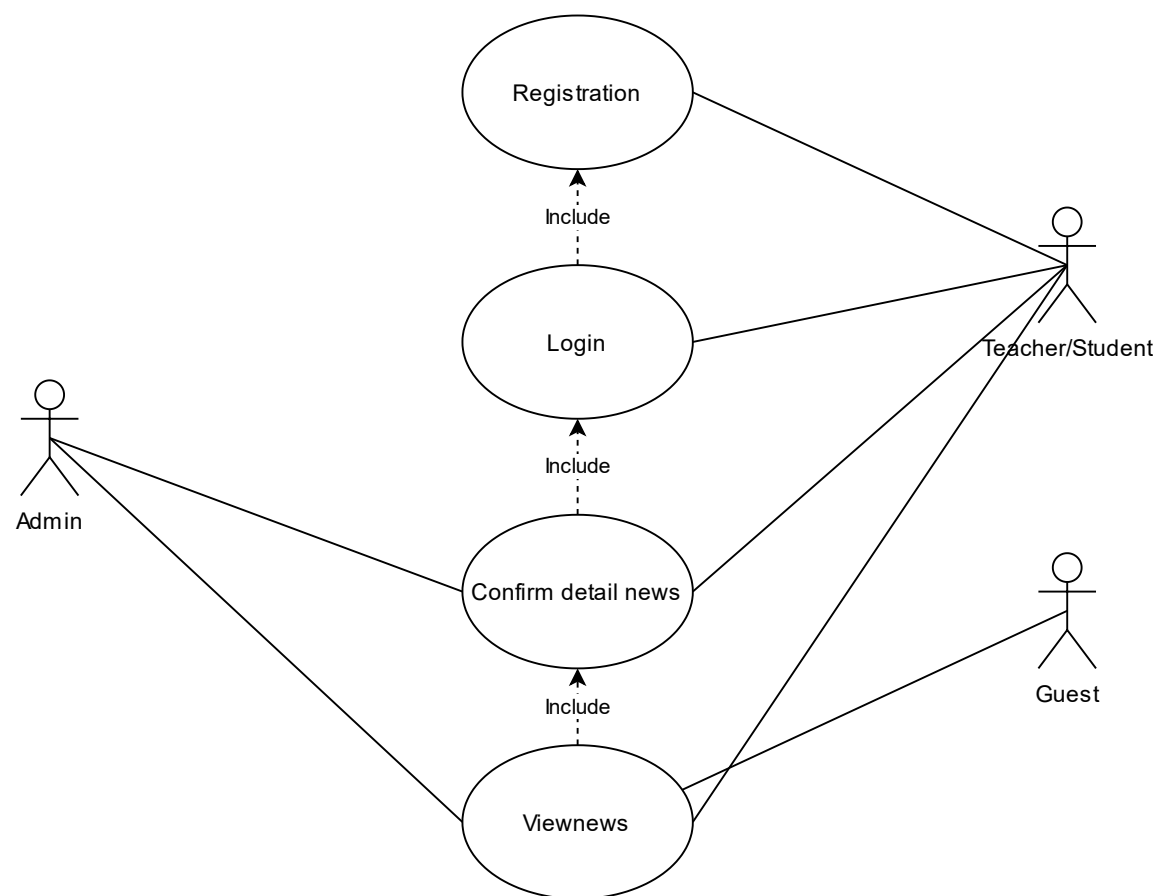 Registration
Include
Login
Teacher/Student
Include
Admin
Confirm detail news
Guest
Include
Viewnews